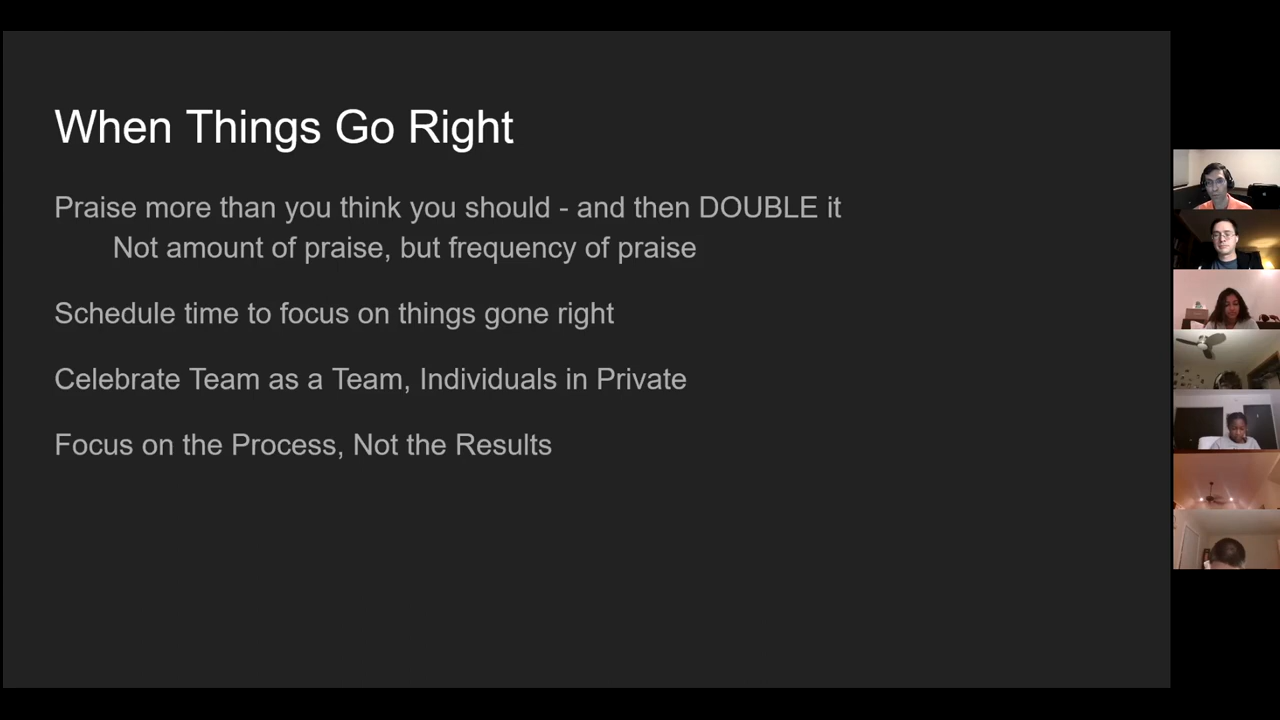 When Things Go Right
Praise more than you think you should - and then DOUBLE it
Not amount of praise, but frequency of praise
Schedule time to focus on things gone right
Celebrate Team as a Team, Individuals in Private
Focus on the Process, Not the Results